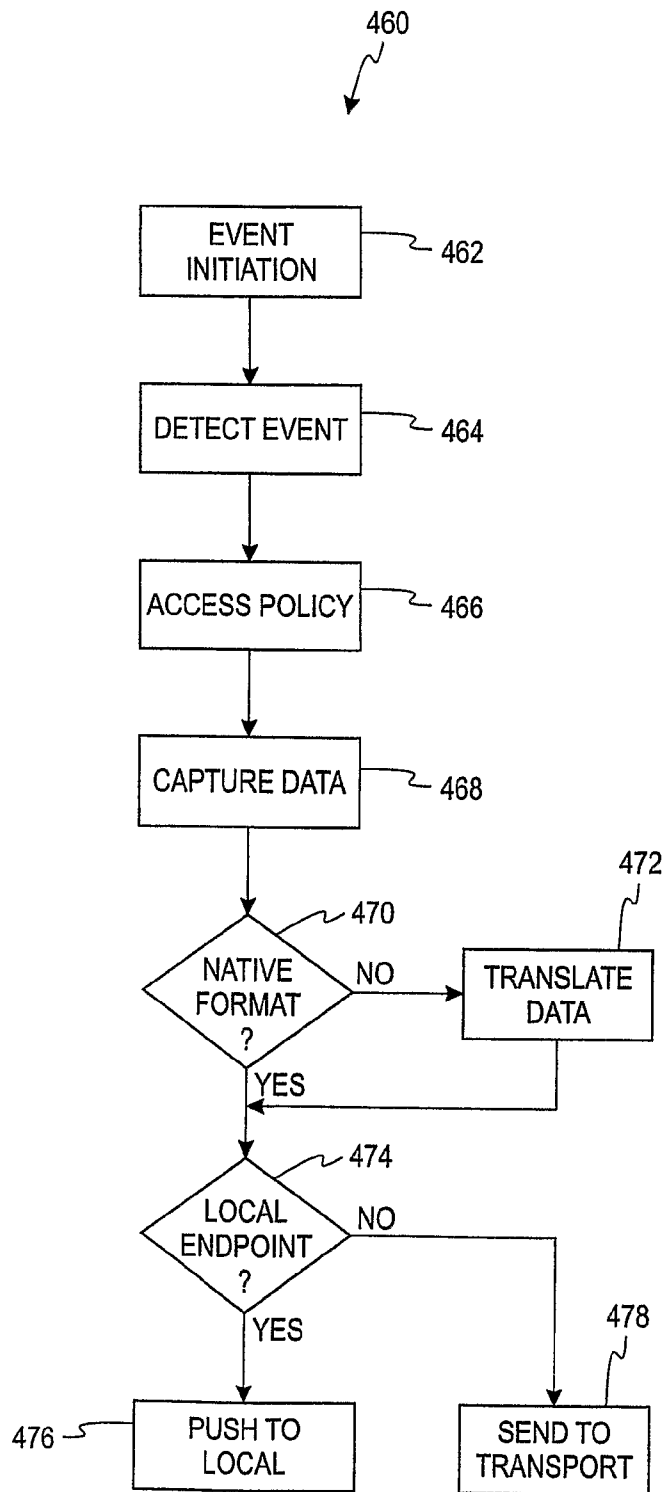 460
EVENT
INITIATION
462
DETECT EVENT
464
ACCESS POLICY
466
CAPTURE DATA
468
470
472
NATIVE
FORMAT
?
NO
TRANSLATE
DATA
YES
474
LOCAL
ENDPOINT
?
NO
YES
478
476
PUSH TO
LOCAL
SEND TO
TRANSPORT